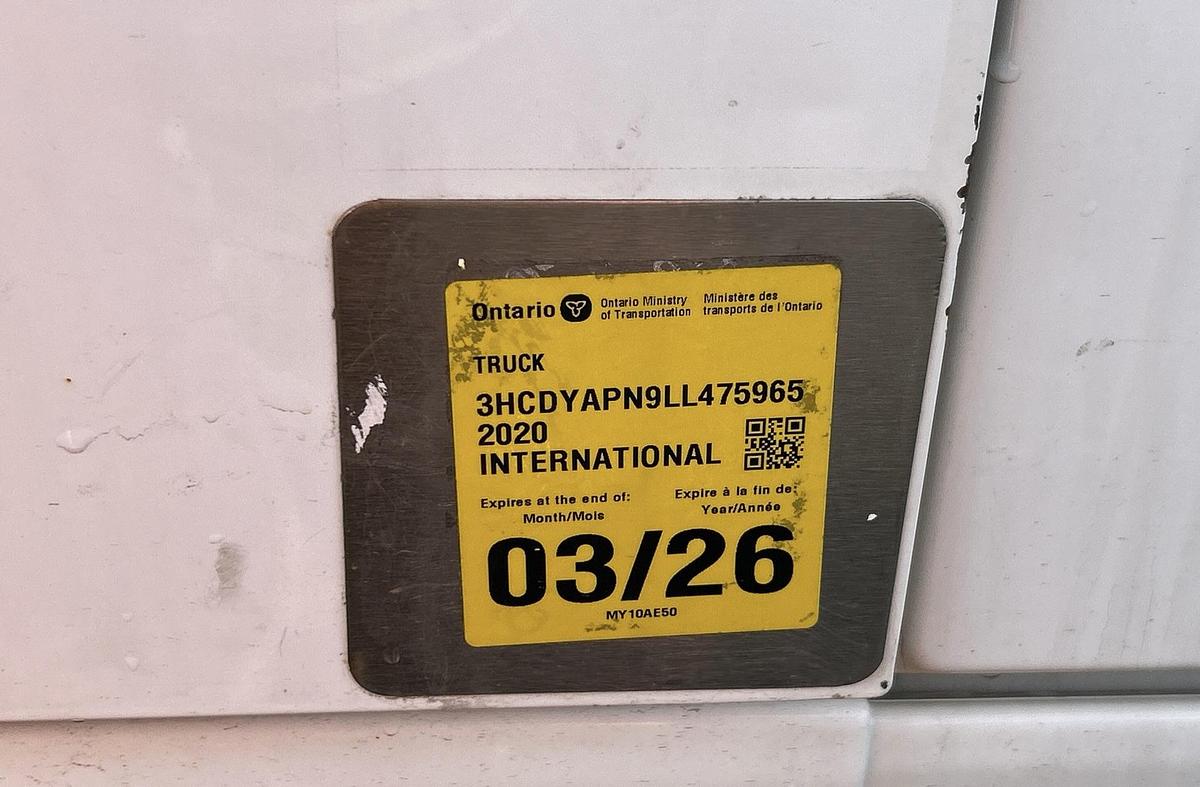 Ontario
Ontario Ministry
of Transportation
Ministère des
transports de l'Ontario
TRUCK
3HCDYAPN9LL475965
2020
INTERNATIONAL
Expires at the end of:
Month/Mois
Expire à la fin de:
Year/Année
03/26
MY10AE50